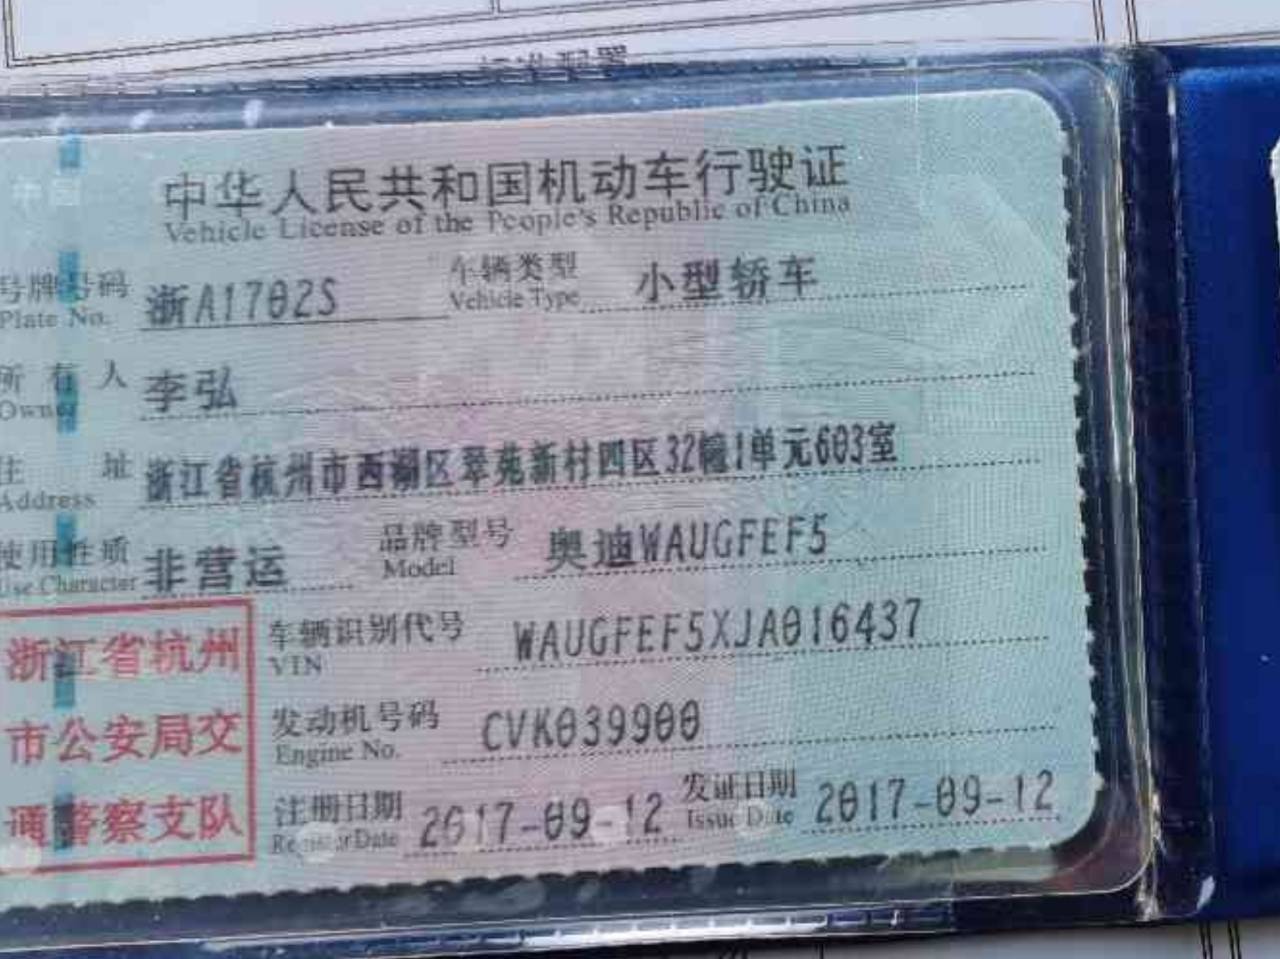 标准配置
中国
中华人民共和国机动车行驶证
Vehicle License of the People's Republic of China
号牌号码 浙A1702S 车辆类型 小型轿车
Plate No. Vehicle Type
所有人 李弘
Owner
住址 浙江省杭州市西湖区翠苑新村四区32幢1单元603室
Address
使用性质 非营运 品牌型号 奥迪WAUGFEF5
Use Character Model
浙江省杭州
市公安局交
通警察支队
车辆识别代号 WAUGFEF5XJA016437
VIN
发动机号码 CVK039900
Engine No.
注册日期 2017-09-12 发证日期 2017-09-12
Register Date Issue Date